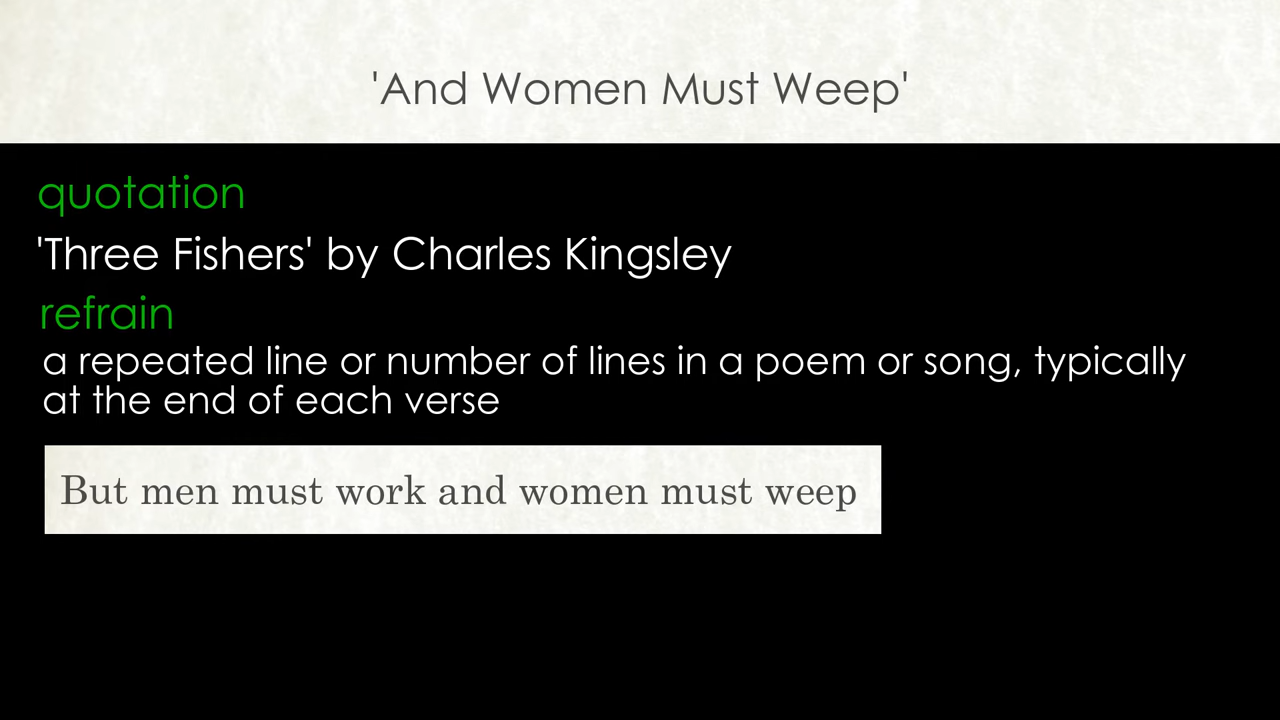 'And Women Must Weep'
quotation
'Three Fishers' by Charles Kingsley
refrain
a repeated line or number of lines in a poem or song, typically
at the end of each verse
But men must work and women must weep